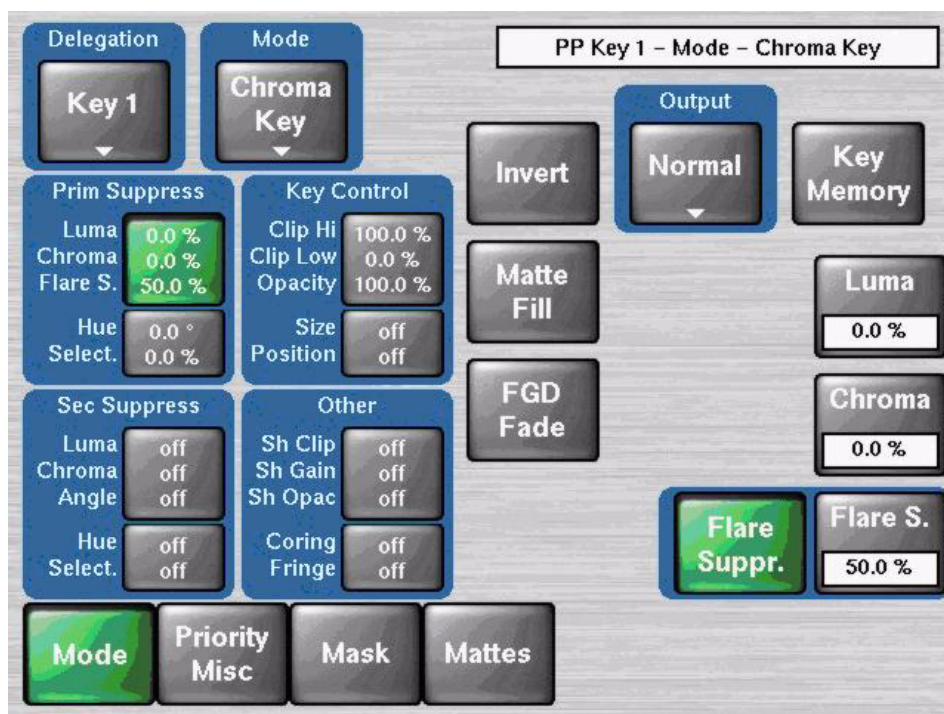 Delegation
Key 1
Mode
Chroma
Key
PP Key 1 – Mode – Chroma Key
Output
Invert
Normal
Key
Memory
Prim Suppress
Luma 0.0 %
Chroma 0.0 %
Flare S. 50.0 %
Hue 0.0 °
Select. 0.0 %
Key Control
Clip Hi 100.0 %
Clip Low 0.0 %
Opacity 100.0 %
Size off
Position off
Matte
Fill
Luma
0.0 %
FGD
Fade
Chroma
0.0 %
Sec Suppress
Luma off
Chroma off
Angle off
Hue off
Select. off
Other
Sh Clip off
Sh Gain off
Sh Opac off
Coring off
Fringe off
Flare
Suppr.
Flare S.
50.0 %
Mode
Priority
Misc
Mask
Mattes